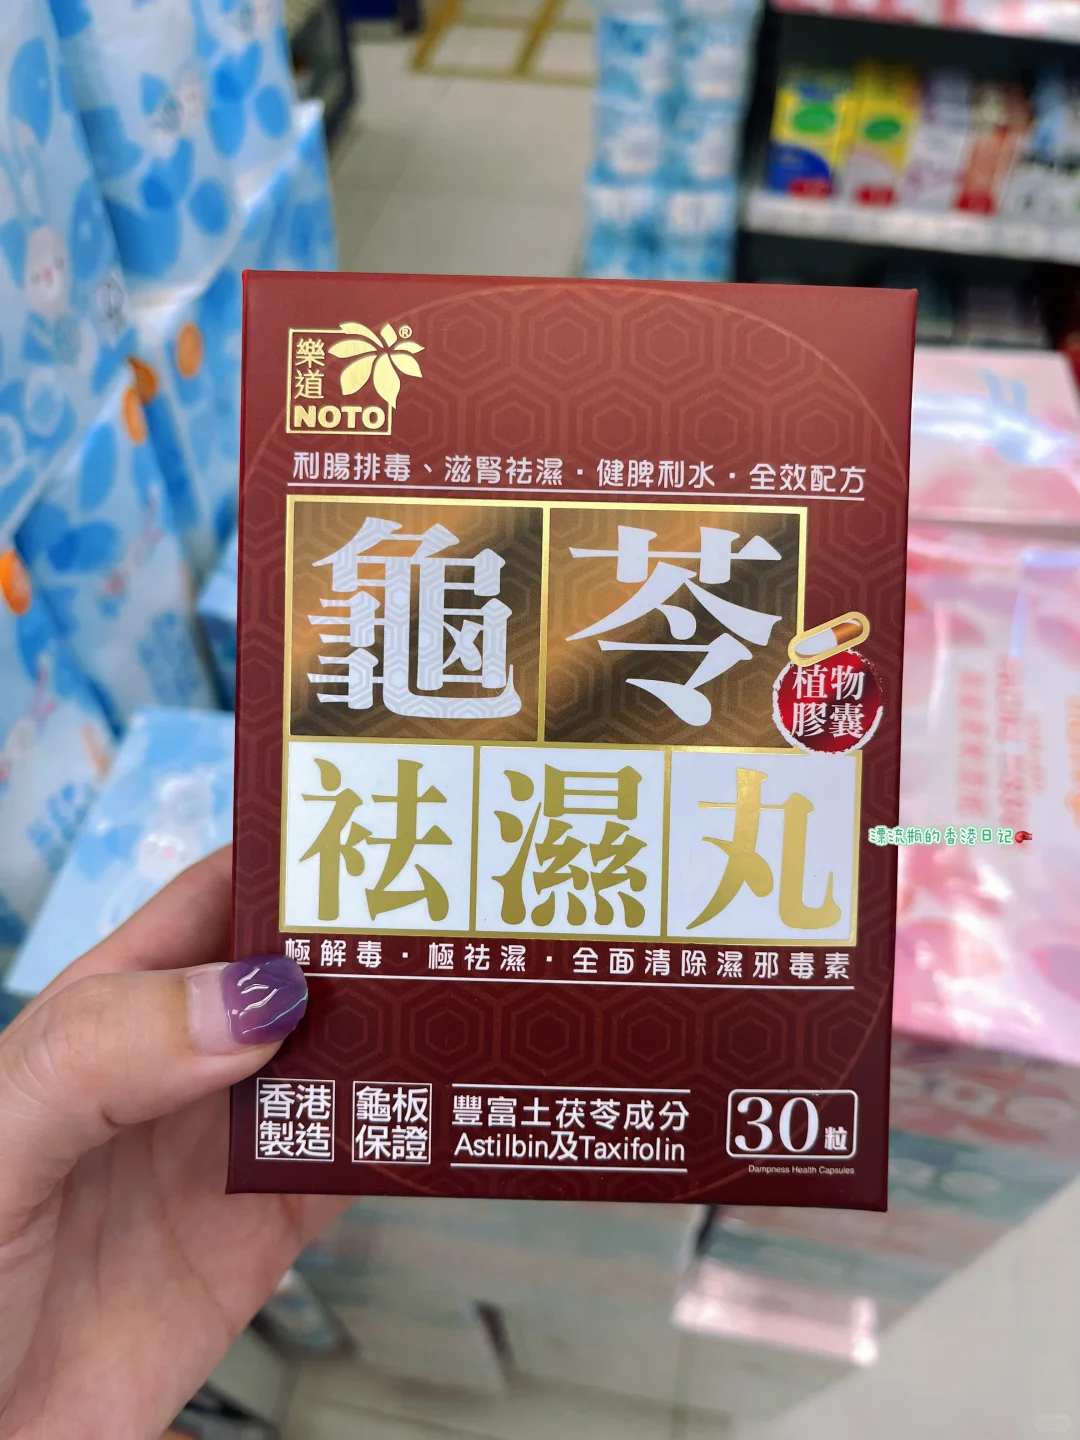 樂道
NOTO
®
利腸排毒、滋腎祛濕·健脾利水·全效配方
龜苓
祛濕丸
植物
膠囊
漂流瓶的香港日记
極解毒·極祛濕·全面清除濕邪毒素
香港
製造
龜板
保證
豐富土茯苓成分
Astilbin及Taxifolin
30粒
Dampness Health Capsules